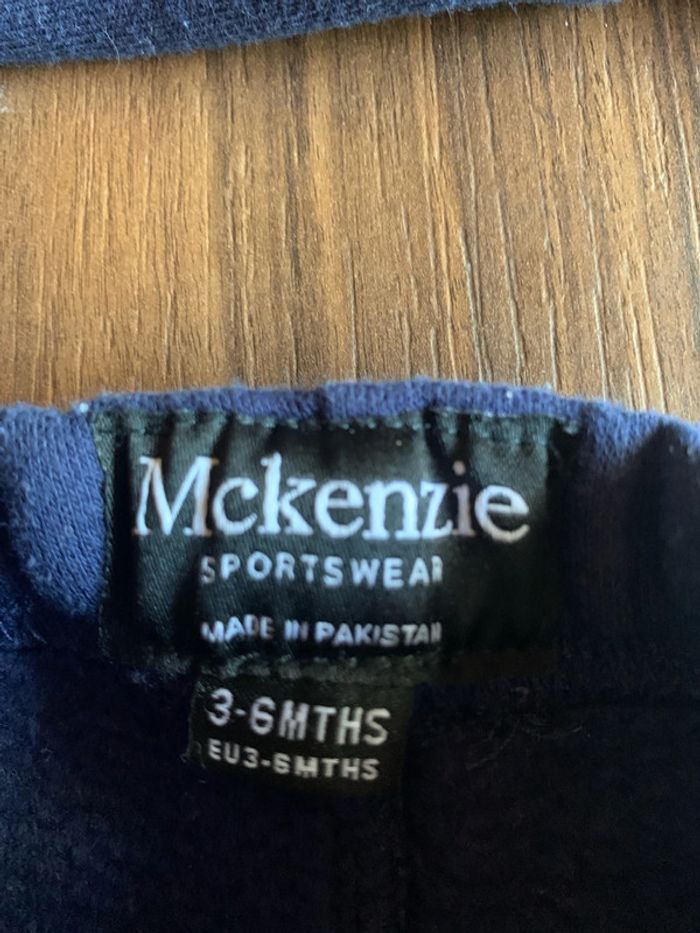 Mckenzie
SPORTSWEAR
MADE IN PAKISTAN
3-6MTHS
EU3-6MTHS